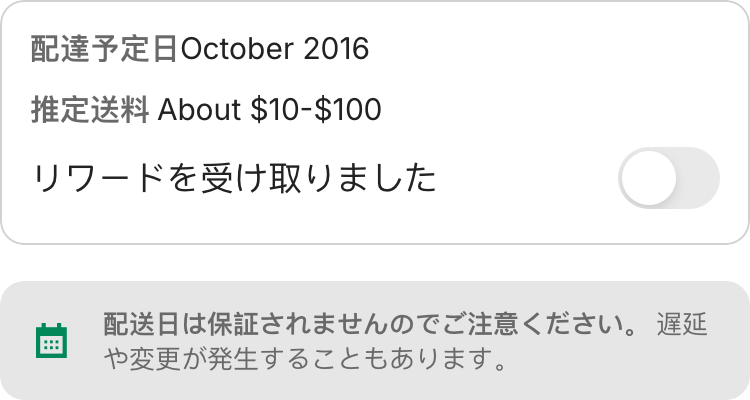 配達予定日October 2016
推定送料 About $10-$100
リワードを受け取りました
配送日は保証されませんのでご注意ください。 遅延
や変更が発生することもあります。